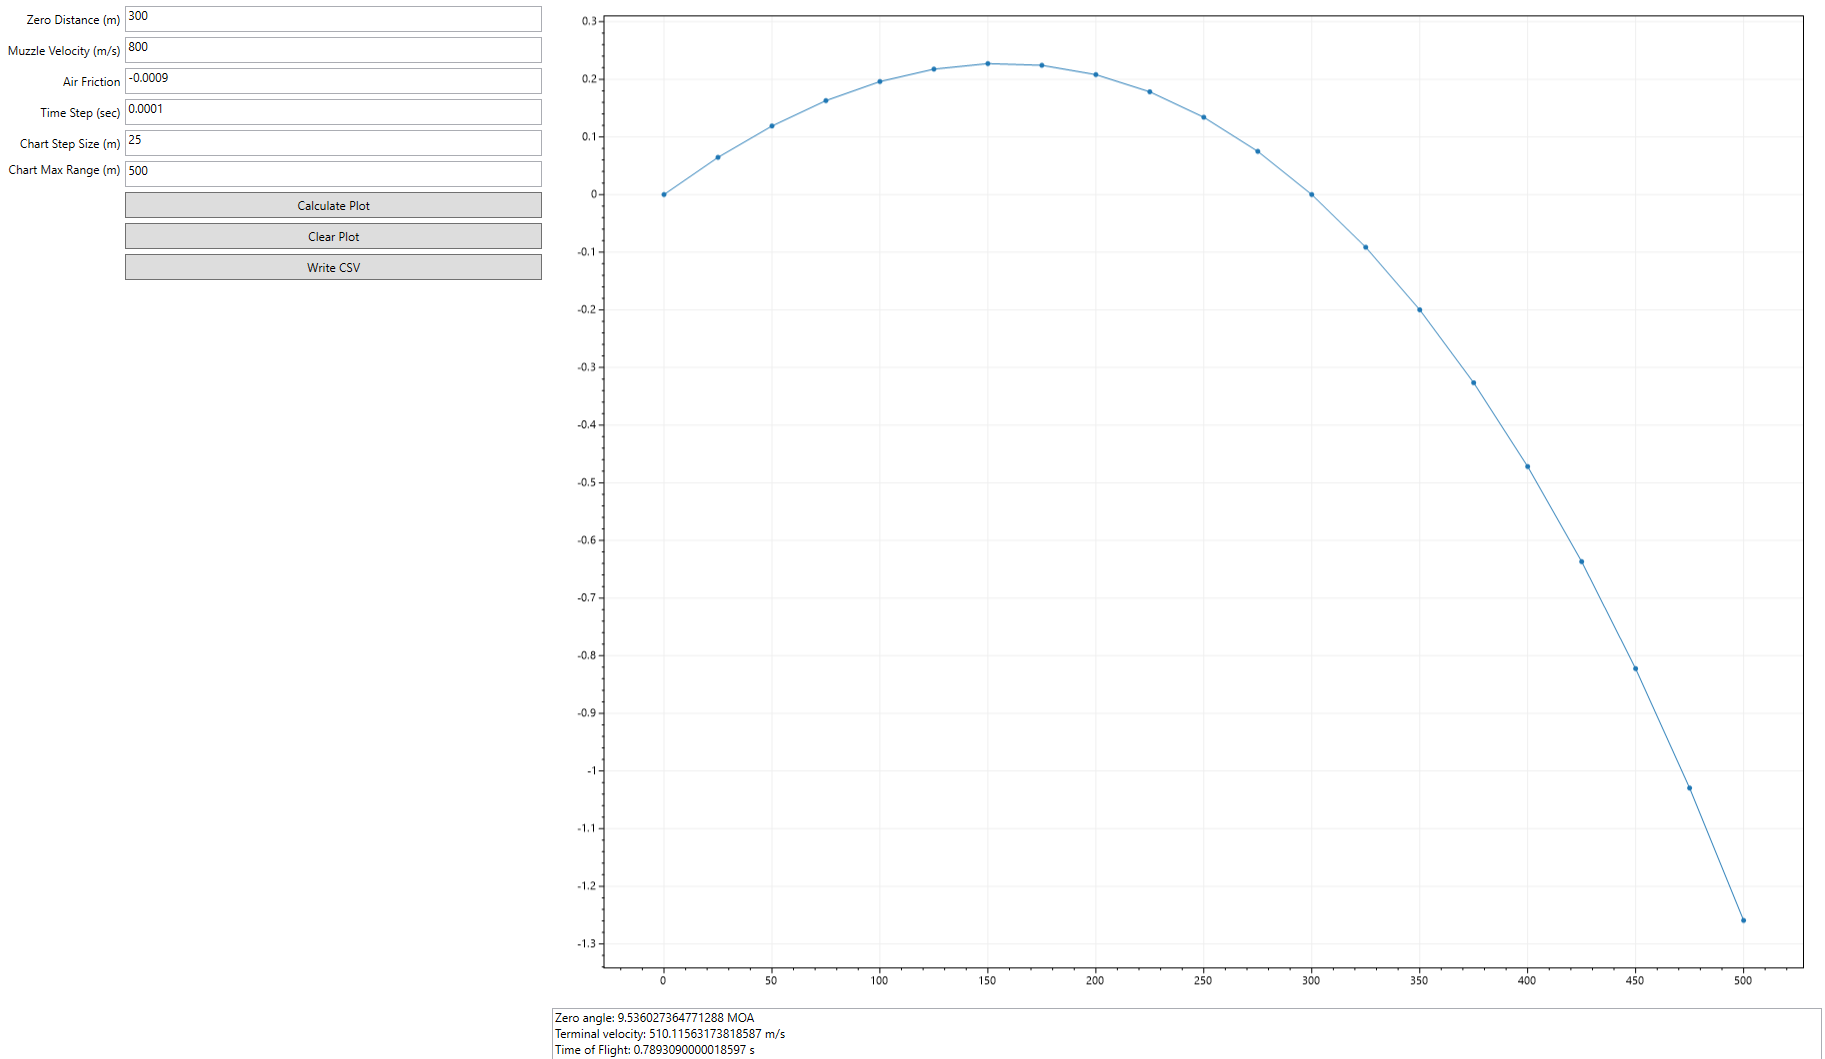 Zero Distance (m) 300
Muzzle Velocity (m/s) 800
Air Friction -0.0009
Time Step (sec) 0.0001
Chart Step Size (m) 25
Chart Max Range (m) 500
Calculate Plot
Clear Plot
Write CSV
0.3
0.2
0.1
0
-0.1
-0.2
-0.3
-0.4
-0.5
-0.6
-0.7
-0.8
-0.9
-1
-1.1
-1.2
-1.3
0 50 100 150 200 250 300 350 400 450 500
Zero angle: 9.536027364771288 MOA
Terminal velocity: 510.11563173818587 m/s
Time of Flight: 0.7893090000018597 s